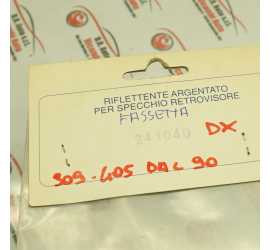 RIFLETTENTE ARGENTATO
PER SPECCHIO RETROVISORE
FASSETTA
241040
DX
309-405 DAL 90